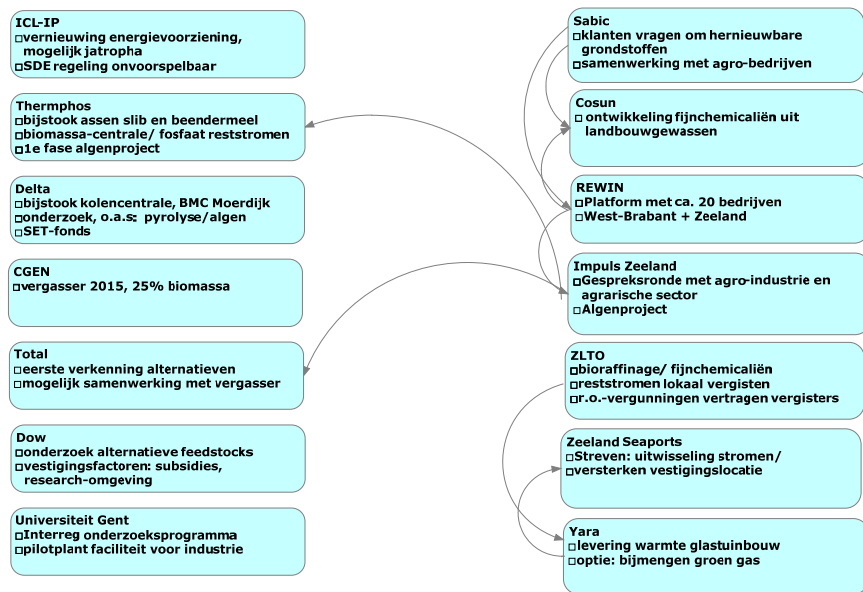 ICL-IP
□vernieuwing energievoorziening,
mogelijk jatropha
□SDE regeling onvoorspelbaar
Thermphos
□bijstook assen slib en beendermeel
□biomassa-centrale/ fosfaat reststromen
□1e fase algenproject
Delta
□bijstook kolencentrale, BMC Moerdijk
□onderzoek, o.a.s: pyrolyse/algen
□SET-fonds
CGEN
□vergasser 2015, 25% biomassa
Total
□eerste verkenning alternatieven
□mogelijk samenwerking met vergasser
Dow
□onderzoek alternatieve feedstocks
□vestigingsfactoren: subsidies,
research-omgeving
Universiteit Gent
□Interreg onderzoeksprogramma
□pilotplant faciliteit voor industrie
Sabic
□klanten vragen om hernieuwbare
grondstoffen
□samenwerking met agro-bedrijven
Cosun
□ ontwikkeling fijnchemicaliën uit
landbouwgewassen
REWIN
□Platform met ca. 20 bedrijven
□West-Brabant + Zeeland
Impuls Zeeland
□Gespreksronde met agro-industrie en
agrarische sector
□Algenproject
ZLTO
□bioraffinage/ fijnchemicaliën
□reststromen lokaal vergisten
□r.o.-vergunningen vertragen vergisters
Zeeland Seaports
□Streven: uitwisseling stromen/
□versterken vestigingslocatie
Yara
□levering warmte glastuinbouw
□optie: bijmengen groen gas